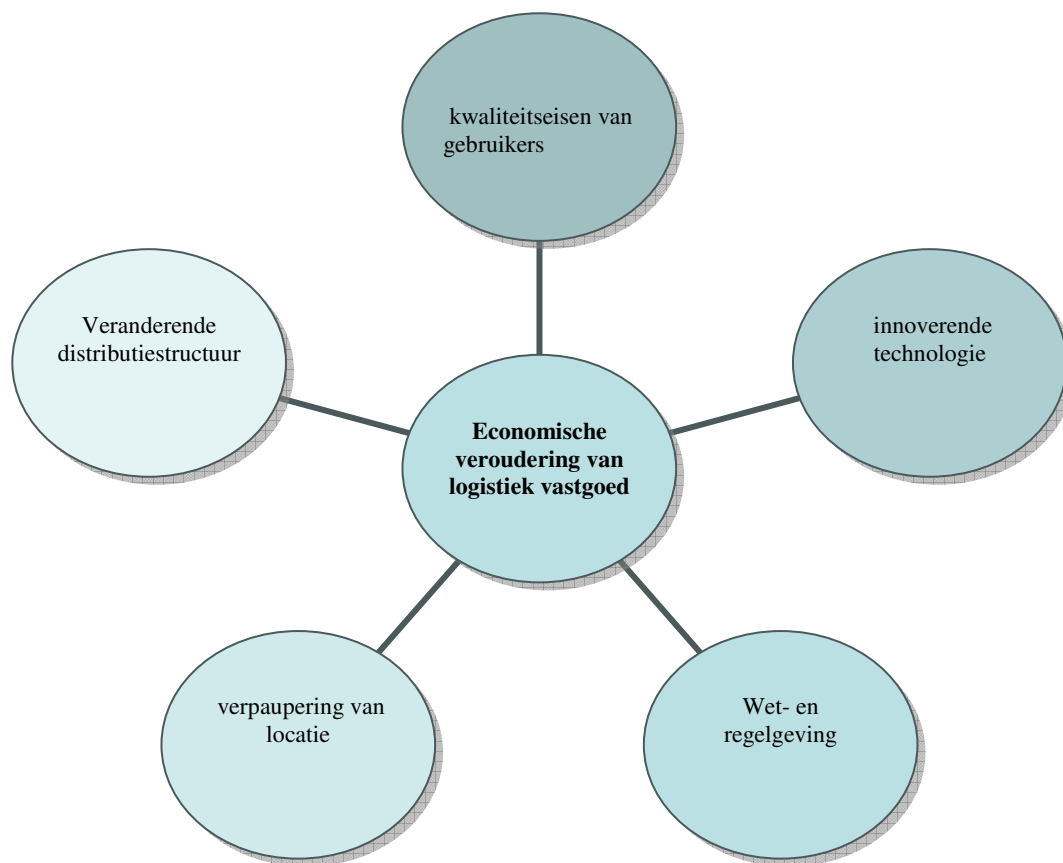 kwaliteitseisen van
gebruikers
Veranderende
distributiestructuur
innoverende
technologie
Economische
veroudering van
logistiek vastgoed
verpaupering van
locatie
Wet- en
regelgeving